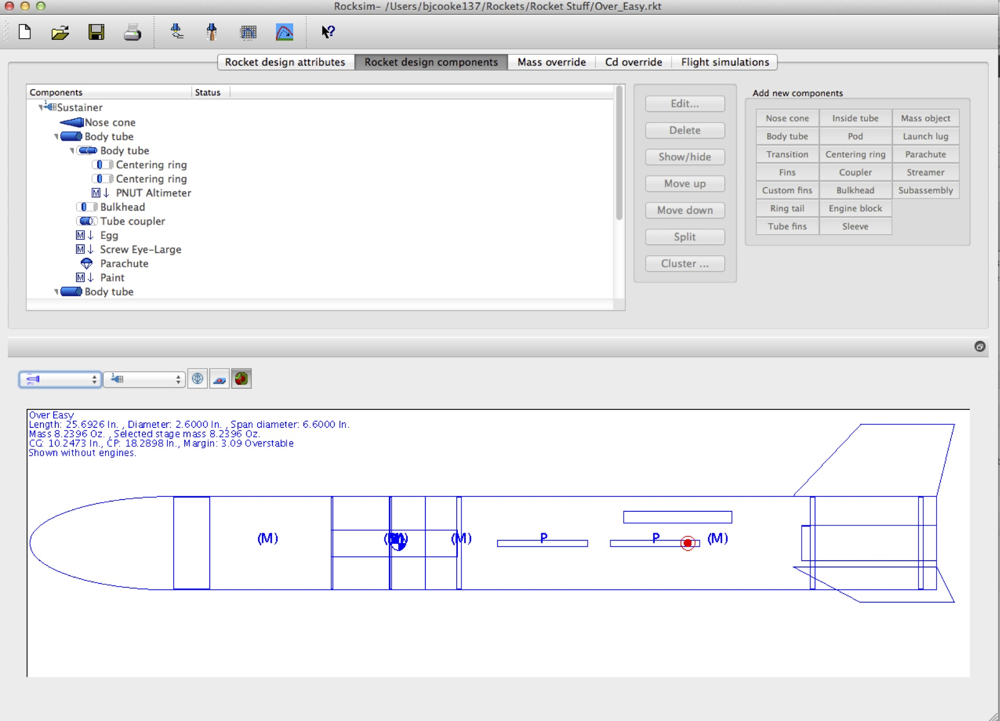 Rocksim- /Users/bjcooke137/Rockets/Rocket Stuff/Over_Easy.rkt
?
Rocket design attributes Rocket design components Mass override Cd override Flight simulations
Components Status
1 Sustainer
Nose cone
Body tube
Body tube
Centering ring
Centering ring
M PNUT Altimeter
Bulkhead
Tube coupler
M Egg
M Screw Eye-Large
Parachute
M Paint
Body tube
Edit...
Delete
Show/hide
Move up
Move down
Split
Cluster ...
Add new components
Nose cone Inside tube Mass object
Body tube Pod Launch lug
Transition Centering ring Parachute
Fins Coupler Streamer
Custom fins Bulkhead Subassembly
Ring tail Engine block
Tube fins Sleeve
1
Over Easy
Length: 25.6926 In. , Diameter: 2.6000 In. , Span diameter: 6.6000 In.
Mass 8.2396 Oz. , Selected stage mass 8.2396 Oz.
CG: 10.2473 In., CP: 18.2898 In., Margin: 3.09 Overstable
Shown without engines.
(M) (M) P P (M)